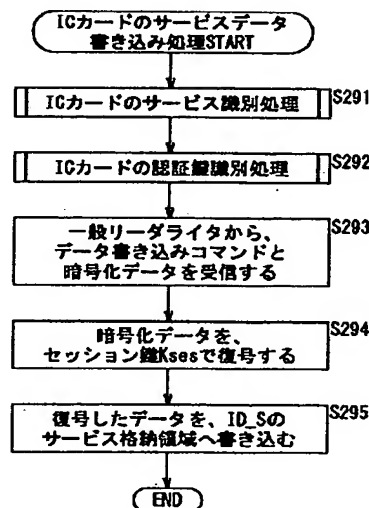 ICカードのサービスデータ
書き込み処理START
ICカードのサービス識別処理
S291
ICカードの認証鍵識別処理
S292
一般リーダライタから、
データ書き込みコマンドと
暗号化データを受信する
S293
暗号化データを、
セッション鍵Ksesで復号する
S294
復号したデータを、ID_Sの
サービス格納領域へ書き込む
S295
END